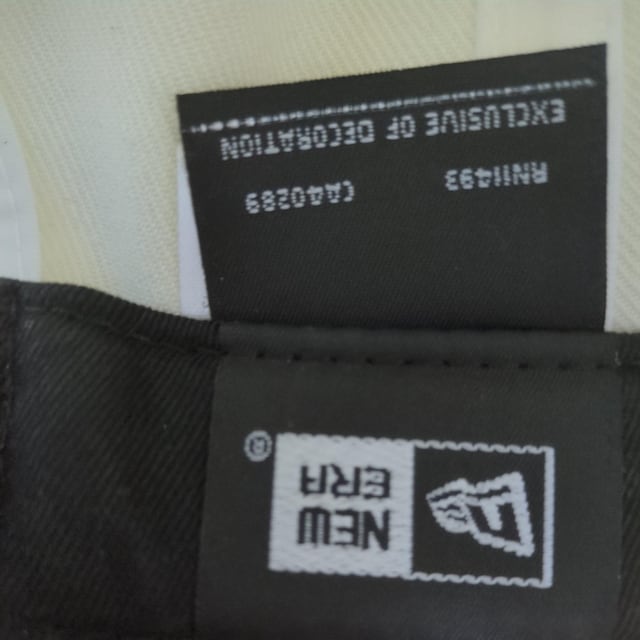 NEW
ERA
®
RN11493 CA40289
EXCLUSIVE OF DECORATION